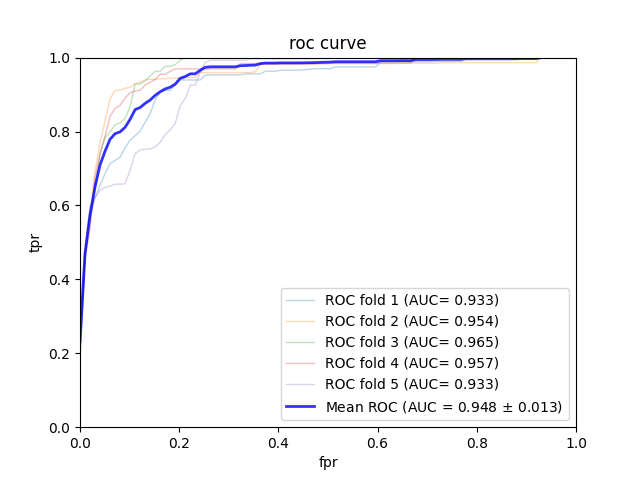 roc curve
1.0
0.8
0.6
0.4
0.2
0.0
tpr
ROC fold 1 (AUC= 0.933)
ROC fold 2 (AUC= 0.954)
ROC fold 3 (AUC= 0.965)
ROC fold 4 (AUC= 0.957)
ROC fold 5 (AUC= 0.933)
Mean ROC (AUC = 0.948 ± 0.013)
0.0 0.2 0.4 0.6 0.8 1.0
fpr